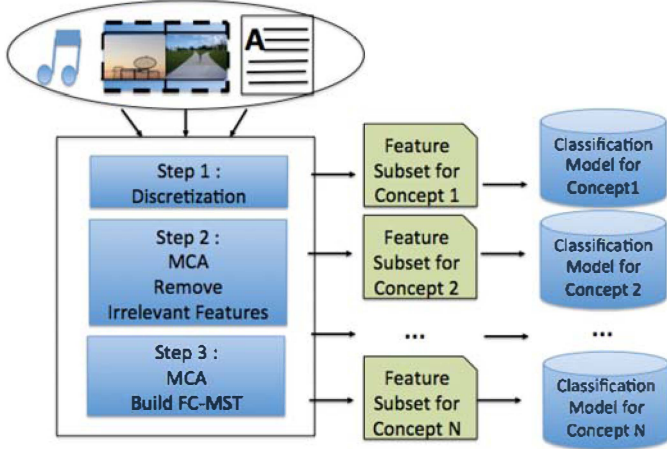 A
Step 1 :
Discretization
Step 2 :
MCA
Remove
Irrelevant Features
Step 3 :
MCA
Build FC-MST
Feature
Subset for
Concept 1
Feature
Subset for
Concept 2
...
Feature
Subset for
Concept N
Classification
Model for
Concept1
Classification
Model for
Concept 2
...
Classification
Model for
Concept N